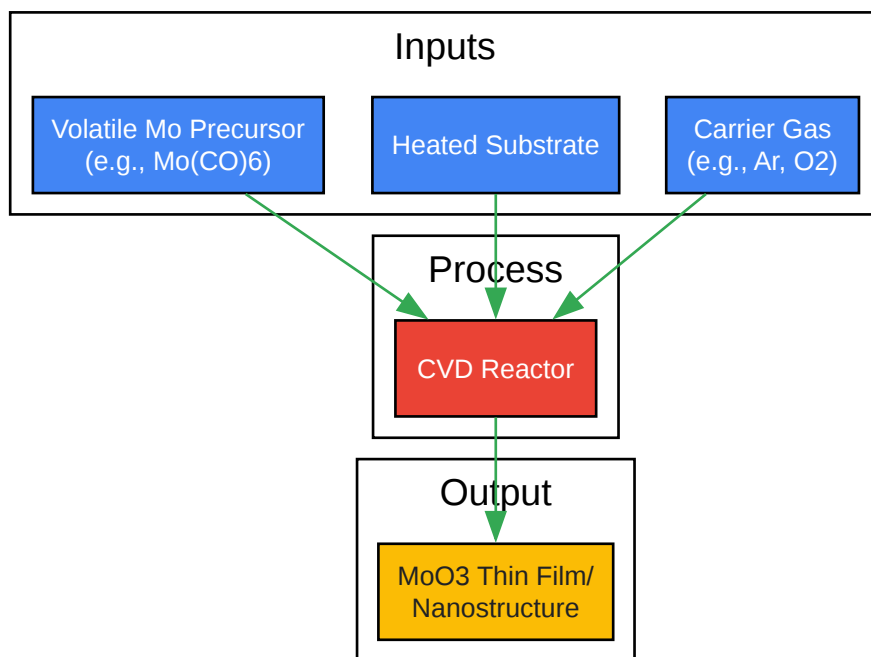 Inputs
Volatile Mo Precursor
(e.g., Mo(CO)6)
Heated Substrate
Carrier Gas
(e.g., Ar, O2)
Process
CVD Reactor
Output
MoO3 Thin Film/
Nanostructure